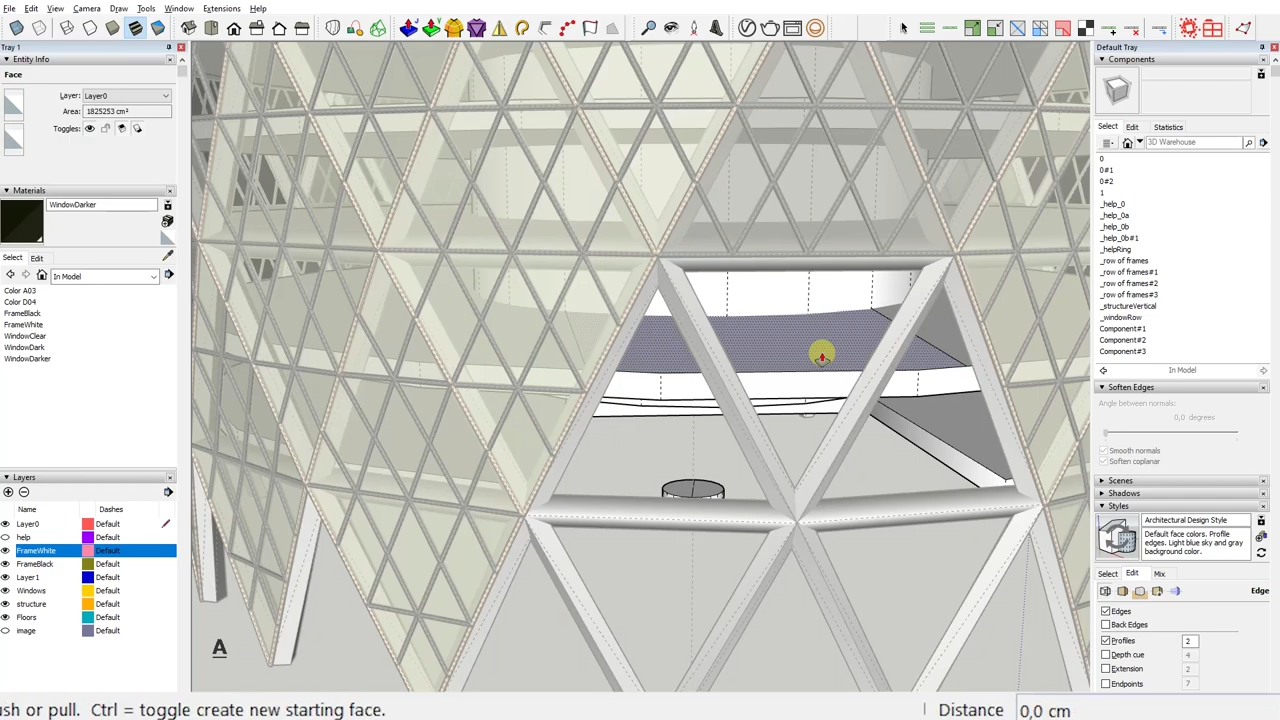 File Edit View Camera Draw Tools Window Extensions Help
Tray 1
Entity Info
Face
Layer: Layer0
Area: 1825253 cm²
Toggles:
Materials
WindowDarker
Select Edit
In Model
Color A03
Color D04
FrameBlack
FrameWhite
WindowClear
WindowDark
WindowDarker
Layers
Name Dashes
Layer0 Default
help Default
FrameWhite Default
FrameBlack Default
Layer1 Default
Windows Default
structure Default
Floors Default
image Default
A
ush or pull. Ctrl = toggle create new starting face.
Distance 0,0 cm
Default Tray
Components
Select Edit Statistics
3D Warehouse
0
0#1
0#2
1
_help_0
_help_0a
_help_0b
_help_0b#1
_helpRing
_row of frames
_row of frames#1
_row of frames#2
_row of frames#3
_structureVertical
_windowRow
Component#1
Component#2
Component#3
In Model
Soften Edges
Angle between normals:
0,0 degrees
Smooth normals
Soften coplanar
Scenes
Shadows
Styles
Architectural Design Style
Default face colors. Profile
edges. Light blue sky and gray
background color.
Select Edit Mix
Edge
Edges
Back Edges
Profiles 2
Depth cue 4
Extension 2
Endpoints 7